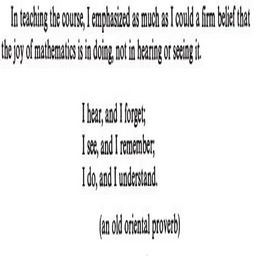 In teaching the course, I emphasized as much as I could a firm belief that
the joy of mathematics is in doing, not in hearing or seeing it.
I hear, and I forget;
I see, and I remember;
I do, and I understand.
(an old oriental proverb)